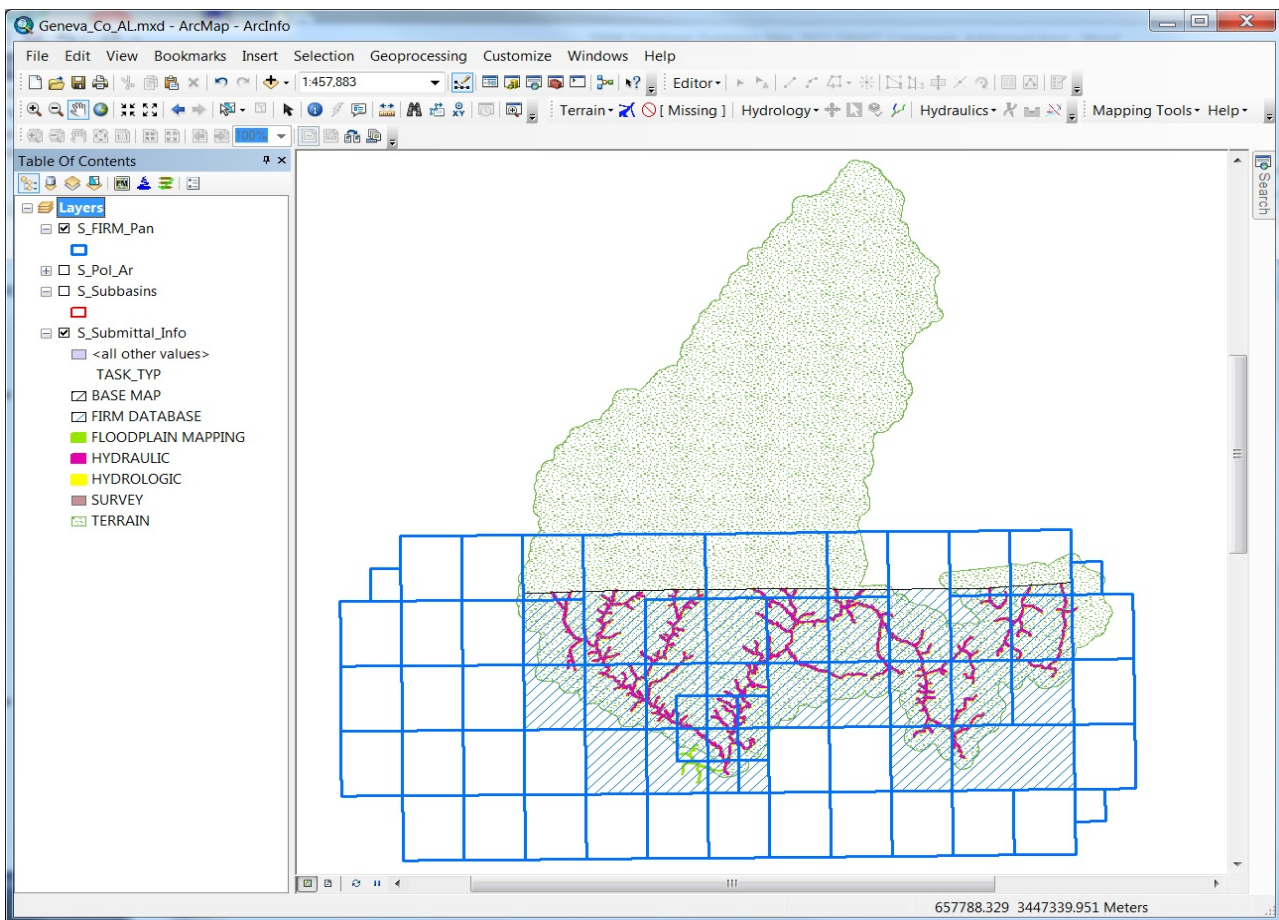 Geneva_Co_AL.mxd - ArcMap - ArcInfo
File Edit View Bookmarks Insert Selection Geoprocessing Customize Windows Help
1:457,883 Editor
Terrain [ Missing ] Hydrology Hydraulics Mapping Tools Help
100%
Table Of Contents
Search
Layers
S_FIRM_Pan
S_Pol_Ar
S_Subbasins
S_Submittal_Info
<all other values>
TASK_TYP
BASE MAP
FIRM DATABASE
FLOODPLAIN MAPPING
HYDRAULIC
HYDROLOGIC
SURVEY
TERRAIN
657788.329 3447339.951 Meters